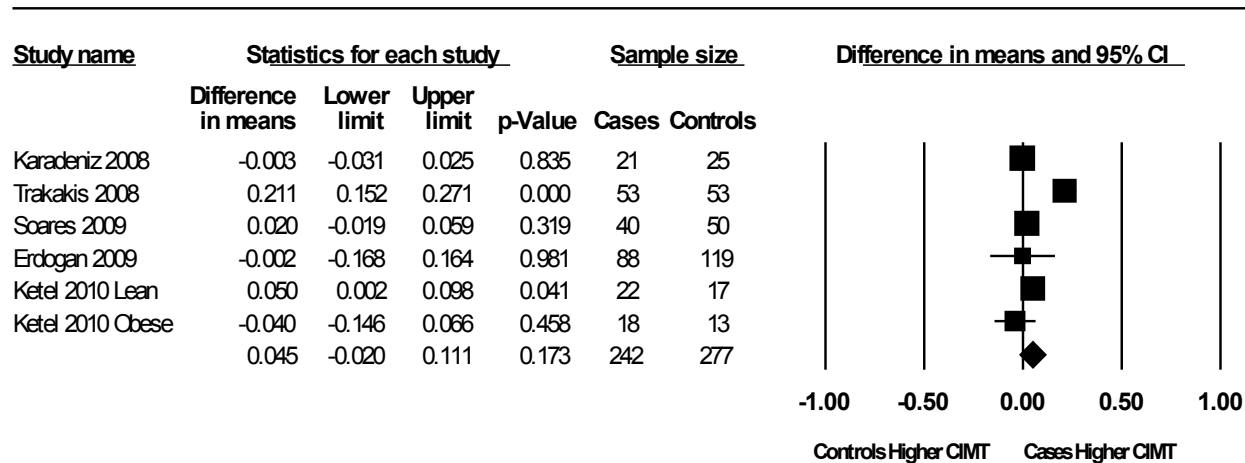 Study name Statistics for each study Sample size Difference in means and 95% CI
Difference Lower Upper
in means limit limit p-Value Cases Controls
Karadeniz 2008 -0.003 -0.031 0.025 0.835 21 25
Trakakis 2008 0.211 0.152 0.271 0.000 53 53
Soares 2009 0.020 -0.019 0.059 0.319 40 50
Erdogan 2009 -0.002 -0.168 0.164 0.981 88 119
Ketel 2010 Lean 0.050 0.002 0.098 0.041 22 17
Ketel 2010 Obese -0.040 -0.146 0.066 0.458 18 13
0.045 -0.020 0.111 0.173 242 277
-1.00 -0.50 0.00 0.50 1.00
Controls Higher CIMT Cases Higher CIMT